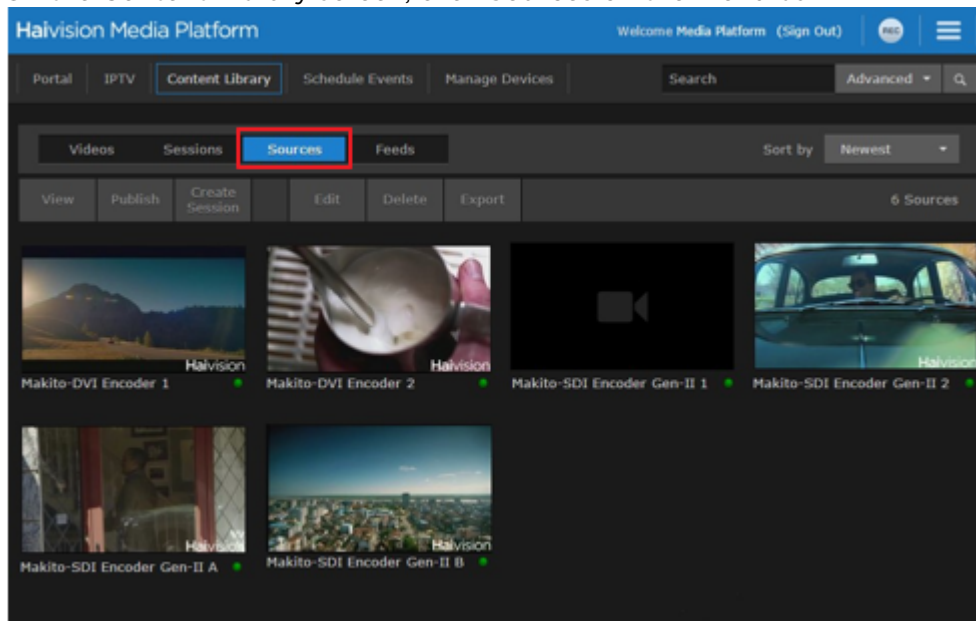 Haivision Media Platform Welcome Media Platform (Sign Out) REC
Portal IPTV Content Library Schedule Events Manage Devices Search Advanced
Videos Sessions Sources Feeds Sort by Newest
View Publish Create Session Edit Delete Export 6 Sources
Haivision Haivision Haivision
Makito-DVI Encoder 1 Makito-DVI Encoder 2 Makito-SDI Encoder Gen-II 1 Makito-SDI Encoder Gen-II 2
Haivision Haivision
Makito-SDI Encoder Gen-II A Makito-SDI Encoder Gen-II B